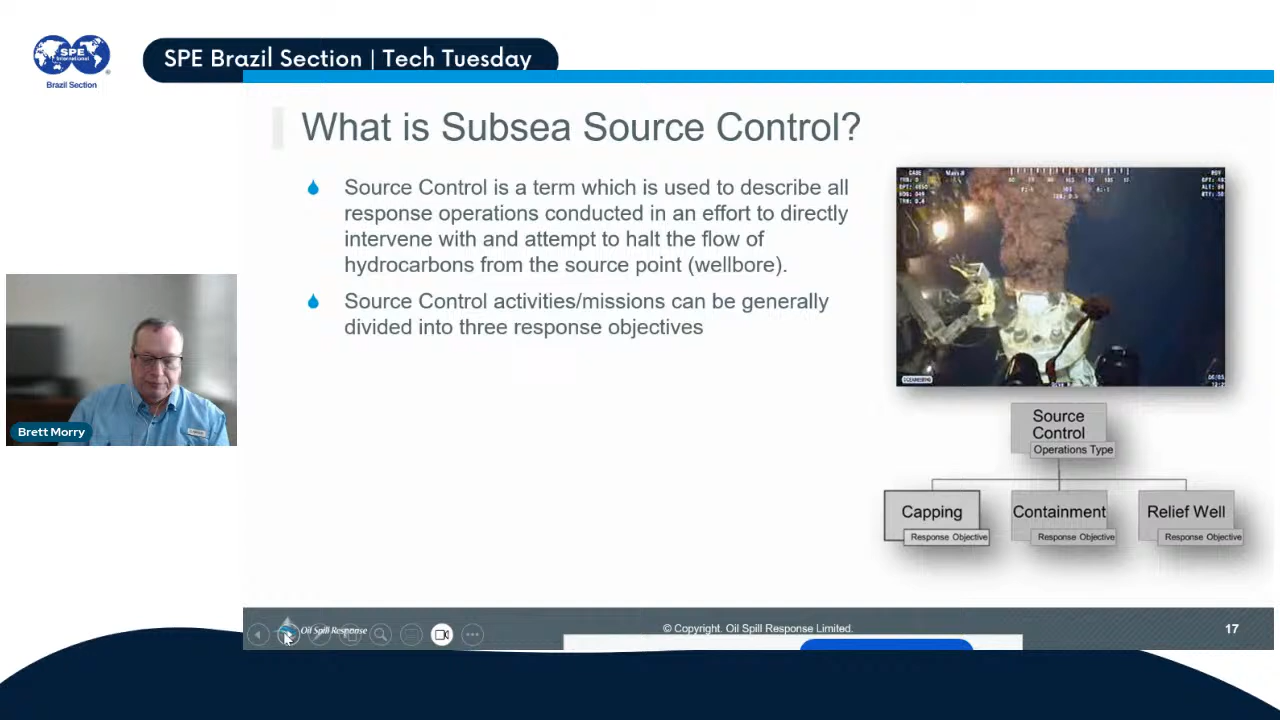 SPE
International
Brazil Section
SPE Brazil Section | Tech Tuesday
What is Subsea Source Control?
Source Control is a term which is used to describe all
response operations conducted in an effort to directly
intervene with and attempt to halt the flow of
hydrocarbons from the source point (wellbore).
Source Control activities/missions can be generally
divided into three response objectives
Brett Morry
OCEANEERING
Source
Control
Operations Type
Capping
Response Objective
Containment
Response Objective
Relief Well
Response Objective
Oil Spill Response
© Copyright. Oil Spill Response Limited.
17